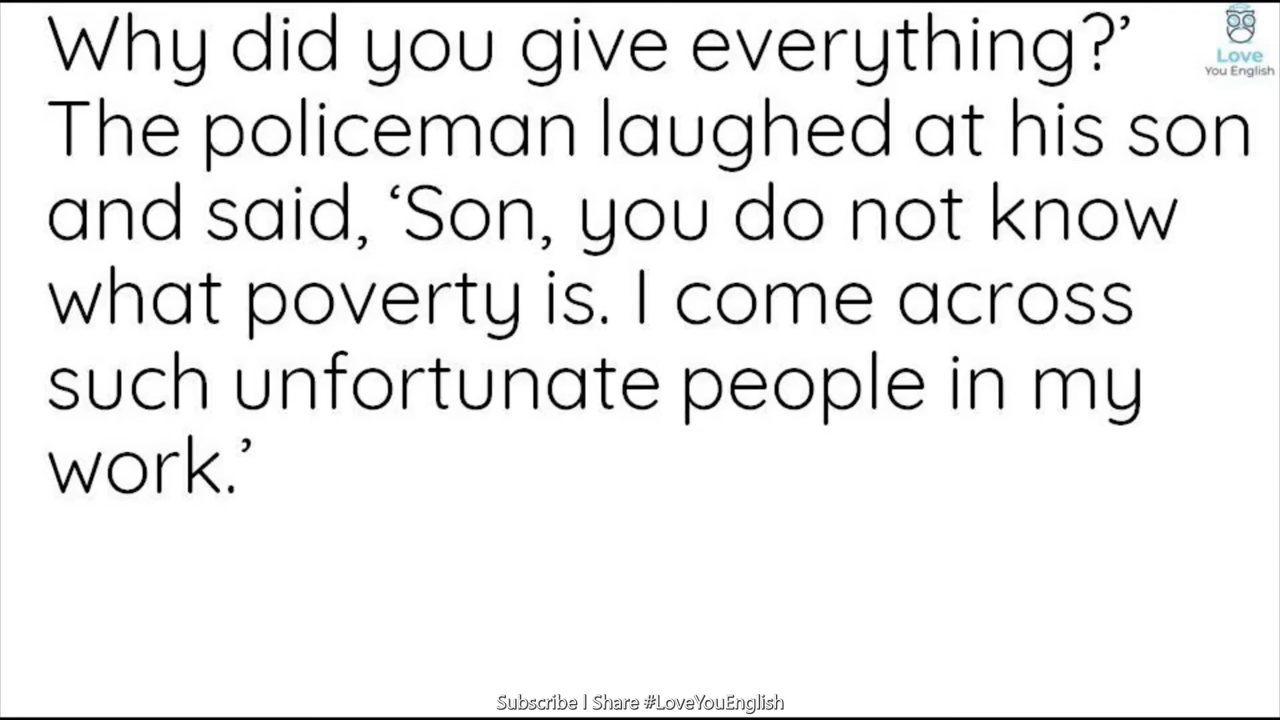 Why did you give everything?’
The policeman laughed at his son
and said, ‘Son, you do not know
what poverty is. I come across
such unfortunate people in my
work.’
Love
You English
Subscribe | Share #LoveYouEnglish